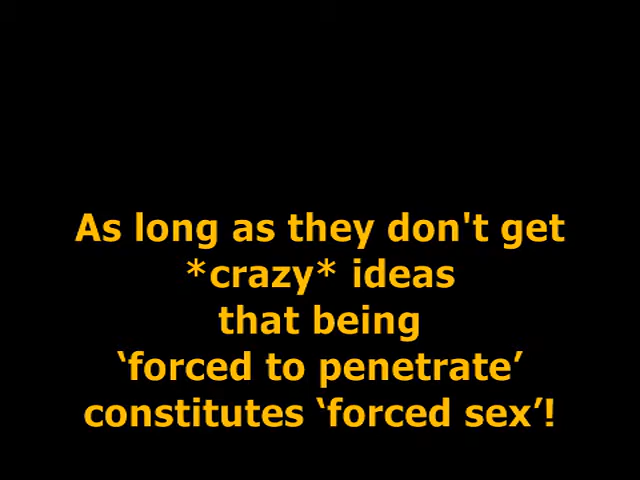 As long as they don't get
*crazy* ideas
that being
‘forced to penetrate’
constitutes ‘forced sex’!